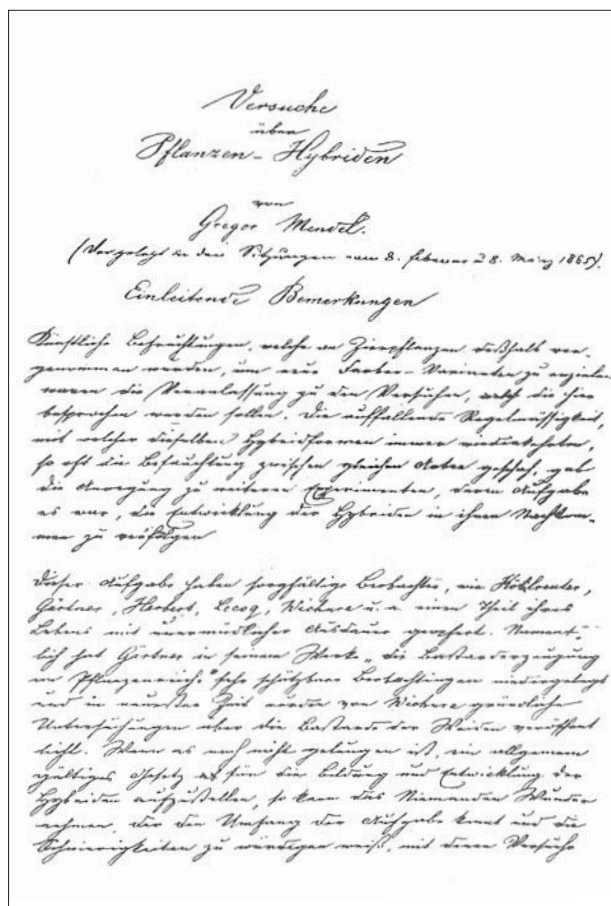 Versuche
über
Pflanzen-Hybriden
von
Gregor Mendel.
(Vorgelegt in den Sitzungen vom 8. Februar u 8. März 1865).
Einleitende Bemerkungen
Künstliche Befruchtungen, welche an Zierpflanzen deßhalb vor-
genommen wurden, um neue Farben-Varianten zu erzielen
waren die Veranlassung zu den Versuchen, die hier
besprochen werden sollen. Die auffallende Regelmässigkeit,
mit welcher dieselben Hybridformen immer wiederkehrten,
so oft die Befruchtung zwischen gleichen Arten geschah, gab
die Anregung zu weiteren Experimenten, deren Aufgabe
es war, die Entwicklung der Hybriden in ihren Nachkom-
men zu verfolgen
Dieser Aufgabe haben sorgfältige Beobachter, wie Kölreuter,
Gärtner, Herbert, Lecoq, Wichura u. a. einen Theil ihres
Lebens mit unermüdlicher Ausdauer geopfert. Nament-
lich hat Gärtner in seinem Werke „die Bastarderzeugung
im Pflanzenreiche" sehr schätzbare Beobachtungen niedergelegt
und in neuester Zeit wurden von Wichura gründliche
Untersuchungen über die Bastarde der Weiden veröffent
licht. Wenn es noch nicht gelungen ist, ein allgemein
gültiges Gesetz für die Bildung und Entwicklung der
Hybriden aufzustellen, so kann das Niemanden Wunder
nehmen, der den Umfang der Aufgabe kennt und die
Schwierigkeiten zu würdigen weiß, mit denen Versuche